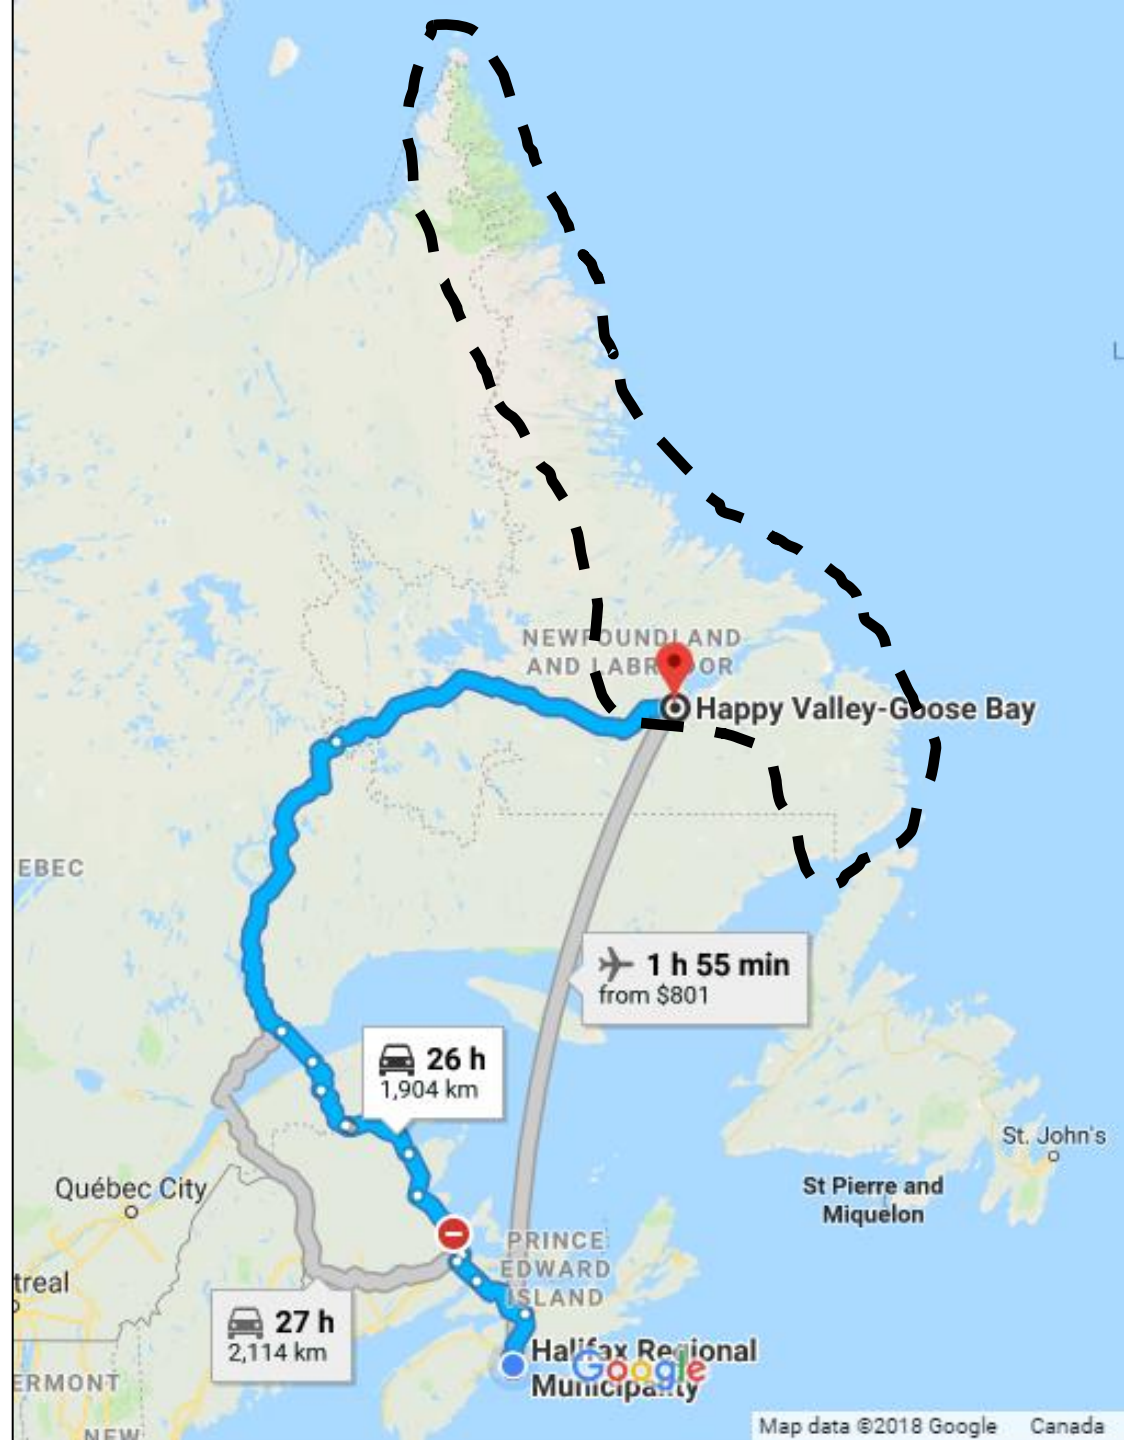 L
NEWFOUNDLAND
AND LABRADOR
Happy Valley-Goose Bay
EBEC
1 h 55 min
from $801
26 h
1,904 km
St. John's
Québec City
St Pierre and
Miquelon
PRINCE
EDWARD
ISLAND
treal
27 h
2,114 km
Halifax Regional
Municipality
Google
ERMONT
NEW
Map data ©2018 Google Canada